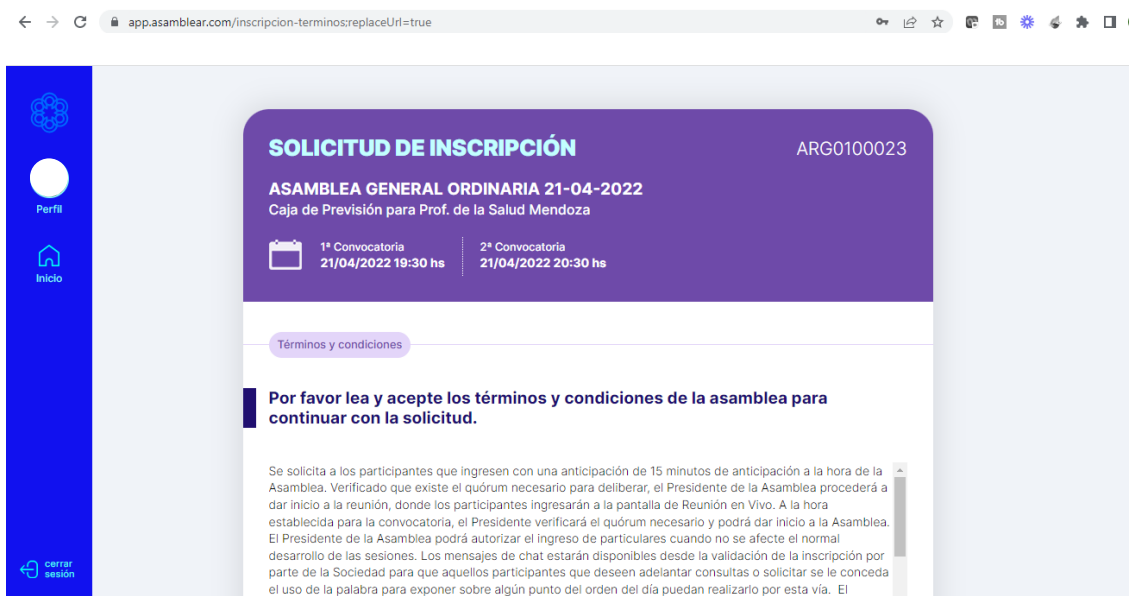 app.asamblear.com/inscripcion-terminos;replaceUrl=true
SOLICITUD DE INSCRIPCIÓN
ARG0100023
ASAMBLEA GENERAL ORDINARIA 21-04-2022
Caja de Previsión para Prof. de la Salud Mendoza
1ª Convocatoria
21/04/2022 19:30 hs
2ª Convocatoria
21/04/2022 20:30 hs
Perfil
Inicio
Términos y condiciones
Por favor lea y acepte los términos y condiciones de la asamblea para
continuar con la solicitud.
Se solicita a los participantes que ingresen con una anticipación de 15 minutos de anticipación a la hora de la
Asamblea. Verificado que existe el quórum necesario para deliberar, el Presidente de la Asamblea procederá a
dar inicio a la reunión, donde los participantes ingresarán a la pantalla de Reunión en Vivo. A la hora
establecida para la convocatoria, el Presidente verificará el quórum necesario y podrá dar inicio a la Asamblea.
El Presidente de la Asamblea podrá autorizar el ingreso de particulares cuando no se afecte el normal
desarrollo de las sesiones. Los mensajes de chat estarán disponibles desde la validación de la inscripción por
parte de la Sociedad para que aquellos participantes que deseen adelantar consultas o solicitar se le conceda
el uso de la palabra para exponer sobre algún punto del orden del día puedan realizarlo por esta vía. El
cerrar
sesión